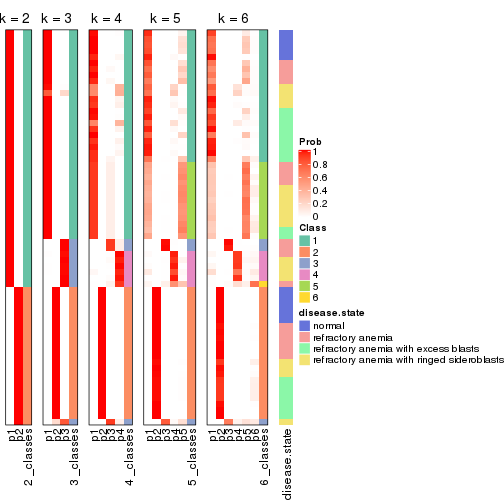 k = 2
k = 3
k = 4
k = 5
k = 6
Prob
1
0.8
0.6
0.4
0.2
0
Class
1
2
3
4
5
6
disease.state
normal
refractory anemia
refractory anemia with excess blasts
refractory anemia with ringed sideroblasts
p1
p2
2_classes
p1
p2
p3
3_classes
p1
p2
p3
p4
4_classes
p1
p2
p3
p4
p5
5_classes
p1
p2
p3
p4
p5
p6
6_classes
disease.state